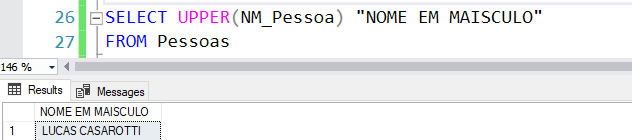 26 SELECT UPPER(NM_Pessoa) "NOME EM MAISCULO"
27 FROM Pessoas
146 %
Results Messages
NOME EM MAISCULO
1 LUCAS CASAROTTI